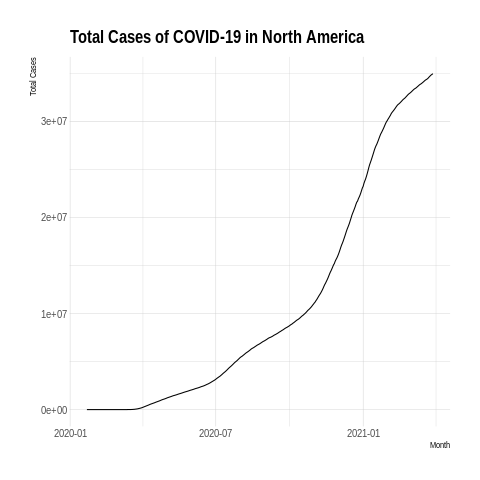 Total Cases of COVID-19 in North America
Total Cases
3e+07
2e+07
1e+07
0e+00
2020-01 2020-07 2021-01
Month